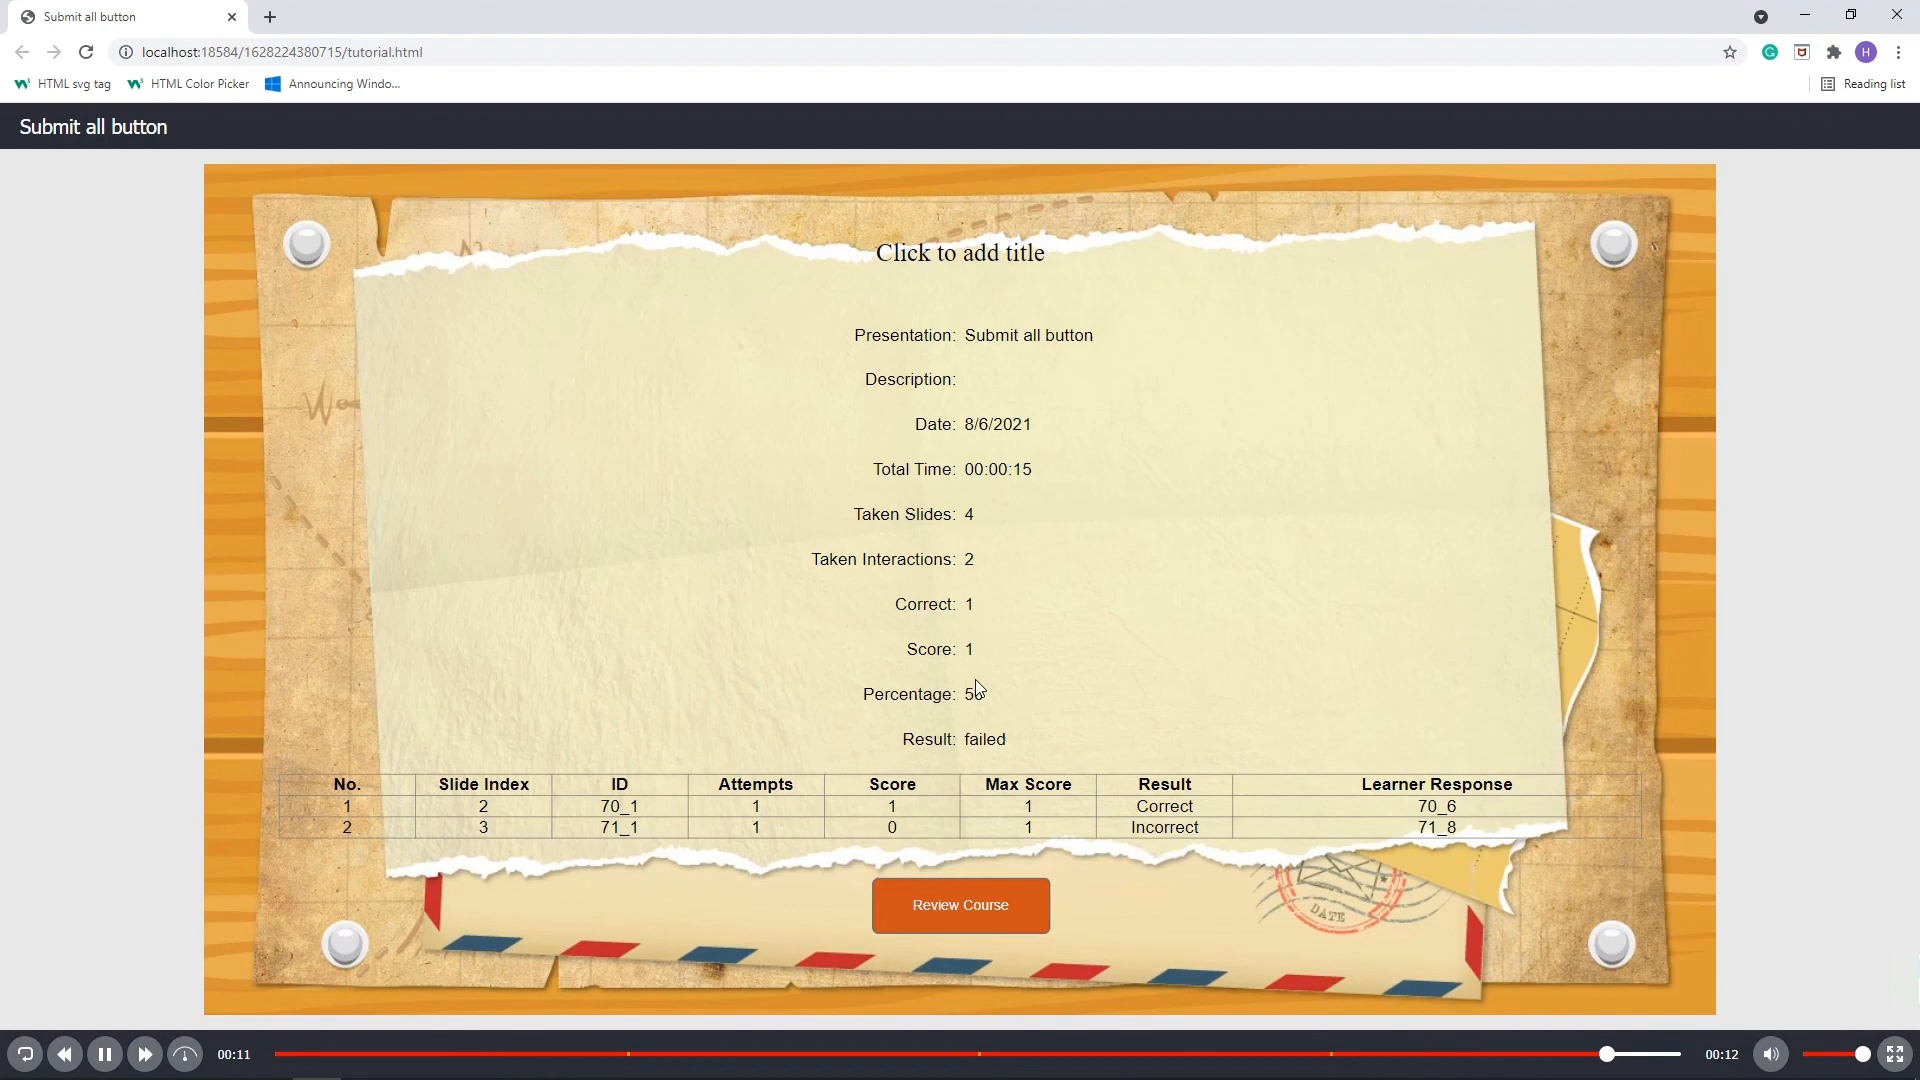 Submit all button
localhost:18584/1628224380715/tutorial.html
HTML svg tag HTML Color Picker Announcing Windo... Reading list
Submit all button
Click to add title
Presentation: Submit all button
Description:
Date: 8/6/2021
Total Time: 00:00:15
Taken Slides: 4
Taken Interactions: 2
Correct: 1
Score: 1
Percentage: 50
Result: failed
No. Slide Index ID Attempts Score Max Score Result Learner Response
1 2 70_1 1 1 1 Correct 70_6
2 3 71_1 1 0 1 Incorrect 71_8
Review Course
DATE
00:11 00:12